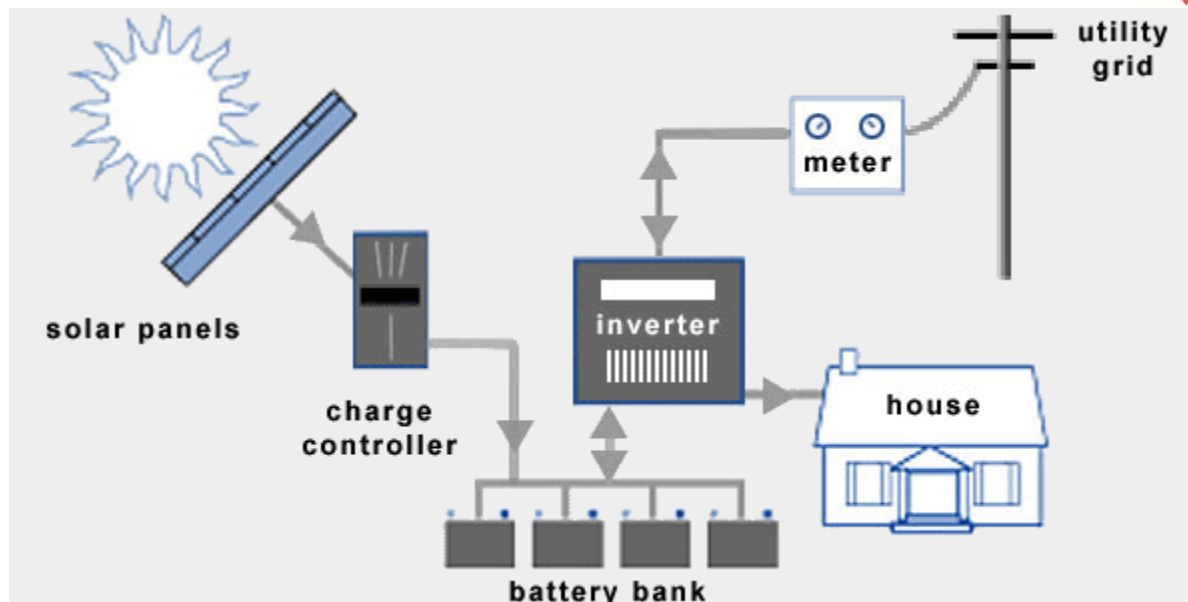 utility
grid
meter
solar panels
inverter
charge
controller
house
battery bank